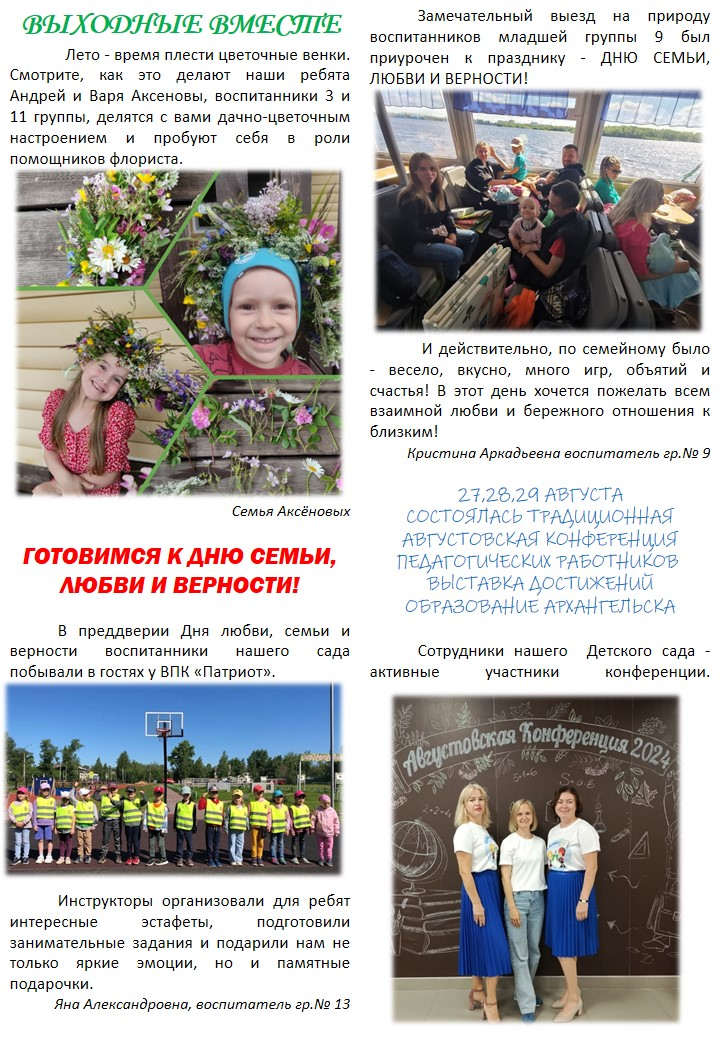 ВЫХОДНЫЕ ВМЕСТЕ
Лето - время плести цветочные венки.
Смотрите, как это делают наши ребята
Андрей и Варя Аксеновы, воспитанники 3 и
11 группы, делятся с вами дачно-цветочным
настроением и пробуют себя в роли
помощников флориста.
Семья Аксёновых
ГОТОВИМСЯ К ДНЮ СЕМЬИ,
ЛЮБВИ И ВЕРНОСТИ!
В преддверии Дня любви, семьи и
верности воспитанники нашего сада
побывали в гостях у ВПК «Патриот».
Инструкторы организовали для ребят
интересные эстафеты, подготовили
занимательные задания и подарили нам не
только яркие эмоции, но и памятные
подарочки.
Яна Александровна, воспитатель гр.№ 13
Замечательный выезд на природу
воспитанников младшей группы 9 был
приурочен к празднику - ДНЮ СЕМЬИ,
ЛЮБВИ И ВЕРНОСТИ!
И действительно, по семейному было
- весело, вкусно, много игр, объятий и
счастья! В этот день хочется пожелать всем
взаимной любви и бережного отношения к
близким!
Кристина Аркадьевна воспитатель гр.№ 9
27,28,29 АВГУСТА
СОСТОЯЛАСЬ ТРАДИЦИОННАЯ
АВГУСТОВСКАЯ КОНФЕРЕНЦИЯ
ПЕДАГОГИЧЕСКИХ РАБОТНИКОВ
ВЫСТАВКА ДОСТИЖЕНИЙ
ОБРАЗОВАНИЕ АРХАНГЕЛЬСКА
Сотрудники нашего Детского сада -
активные участники конференции.
Августовская Конференция 2024